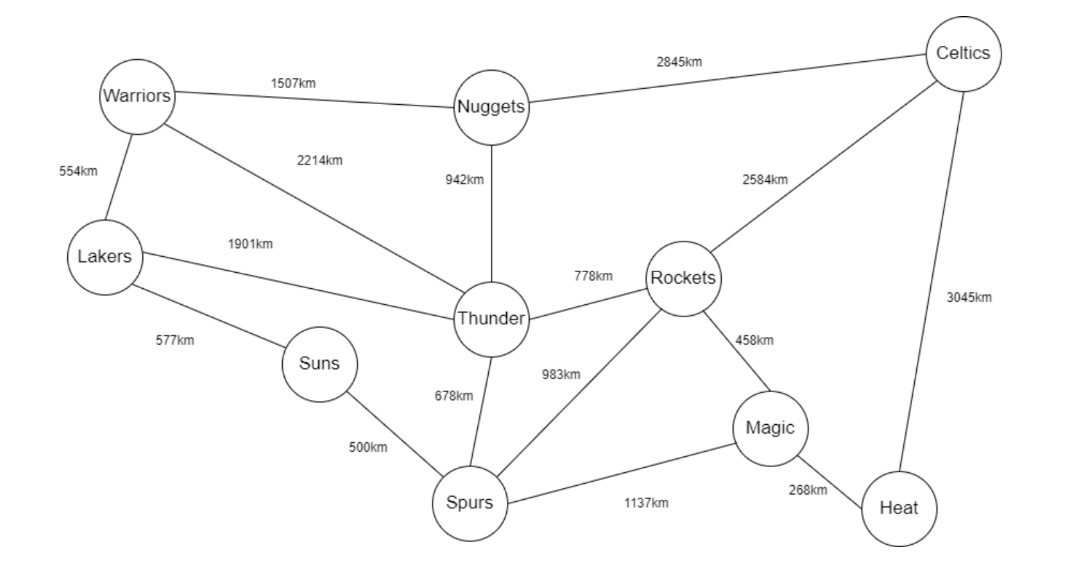 Celtics
2845km
1507km
Warriors
Nuggets
2214km
554km
942km
2584km
1901km
Lakers
778km
Rockets
3045km
Thunder
577km
458km
Suns
983km
678km
Magic
500km
268km
Spurs
1137km
Heat